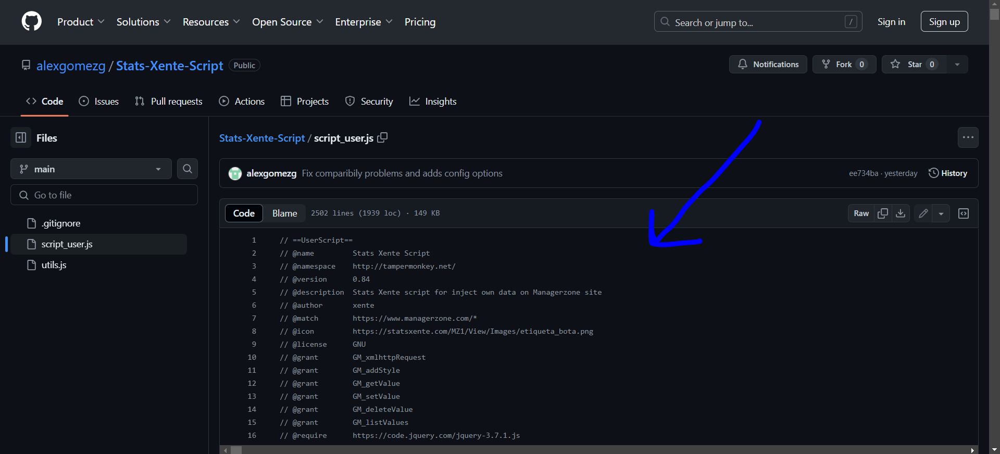 Product Solutions Resources Open Source Enterprise Pricing Search or jump to... / Sign in Sign up
alexgomezg / Stats-Xente-Script Public Notifications Fork 0 Star 0
Code Issues Pull requests Actions Projects Security Insights
Files
main
Go to file
.gitignore
script_user.js
utils.js
Stats-Xente-Script / script_user.js
alexgomezg Fix comparibily problems and adds config options ee734ba · yesterday History
Code Blame 2502 lines (1939 loc) · 149 KB Raw
1 // ==UserScript==
2 // @name Stats Xente Script
3 // @namespace http://tampermonkey.net/
4 // @version 0.84
5 // @description Stats Xente script for inject own data on Managerzone site
6 // @author xente
7 // @match https://www.managerzone.com/*
8 // @icon https://statsxente.com/MZ1/View/Images/etiqueta_bota.png
9 // @license GNU
10 // @grant GM_xmlhttpRequest
11 // @grant GM_addStyle
12 // @grant GM_getValue
13 // @grant GM_setValue
14 // @grant GM_deleteValue
15 // @grant GM_listValues
16 // @require https://code.jquery.com/jquery-3.7.1.js